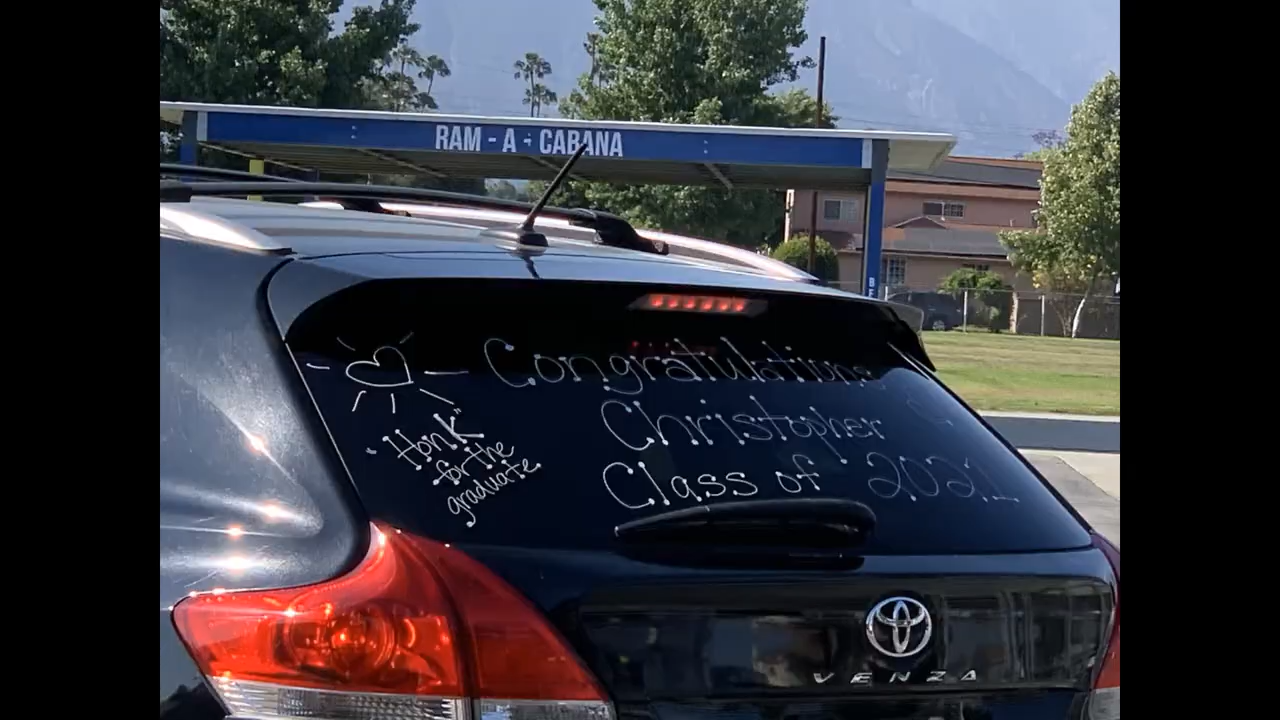 RAM - A - CABANA
Congratulations
Christopher
Class of 2021
"Honk"
for the
graduate
VENZA